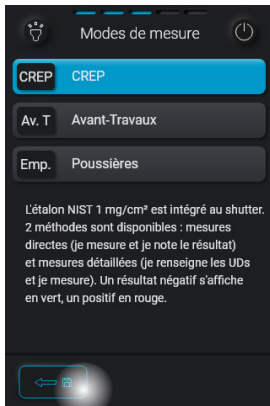 Modes de mesure
CREP CREP
Av. T Avant-Travaux
Emp. Poussières
L'étalon NIST 1 mg/cm² est intégré au shutter.
2 méthodes sont disponibles : mesures
directes (je mesure et je note le résultat)
et mesures détaillées (je renseigne les UDs
et je mesure). Un résultat négatif s'affiche
en vert, un positif en rouge.